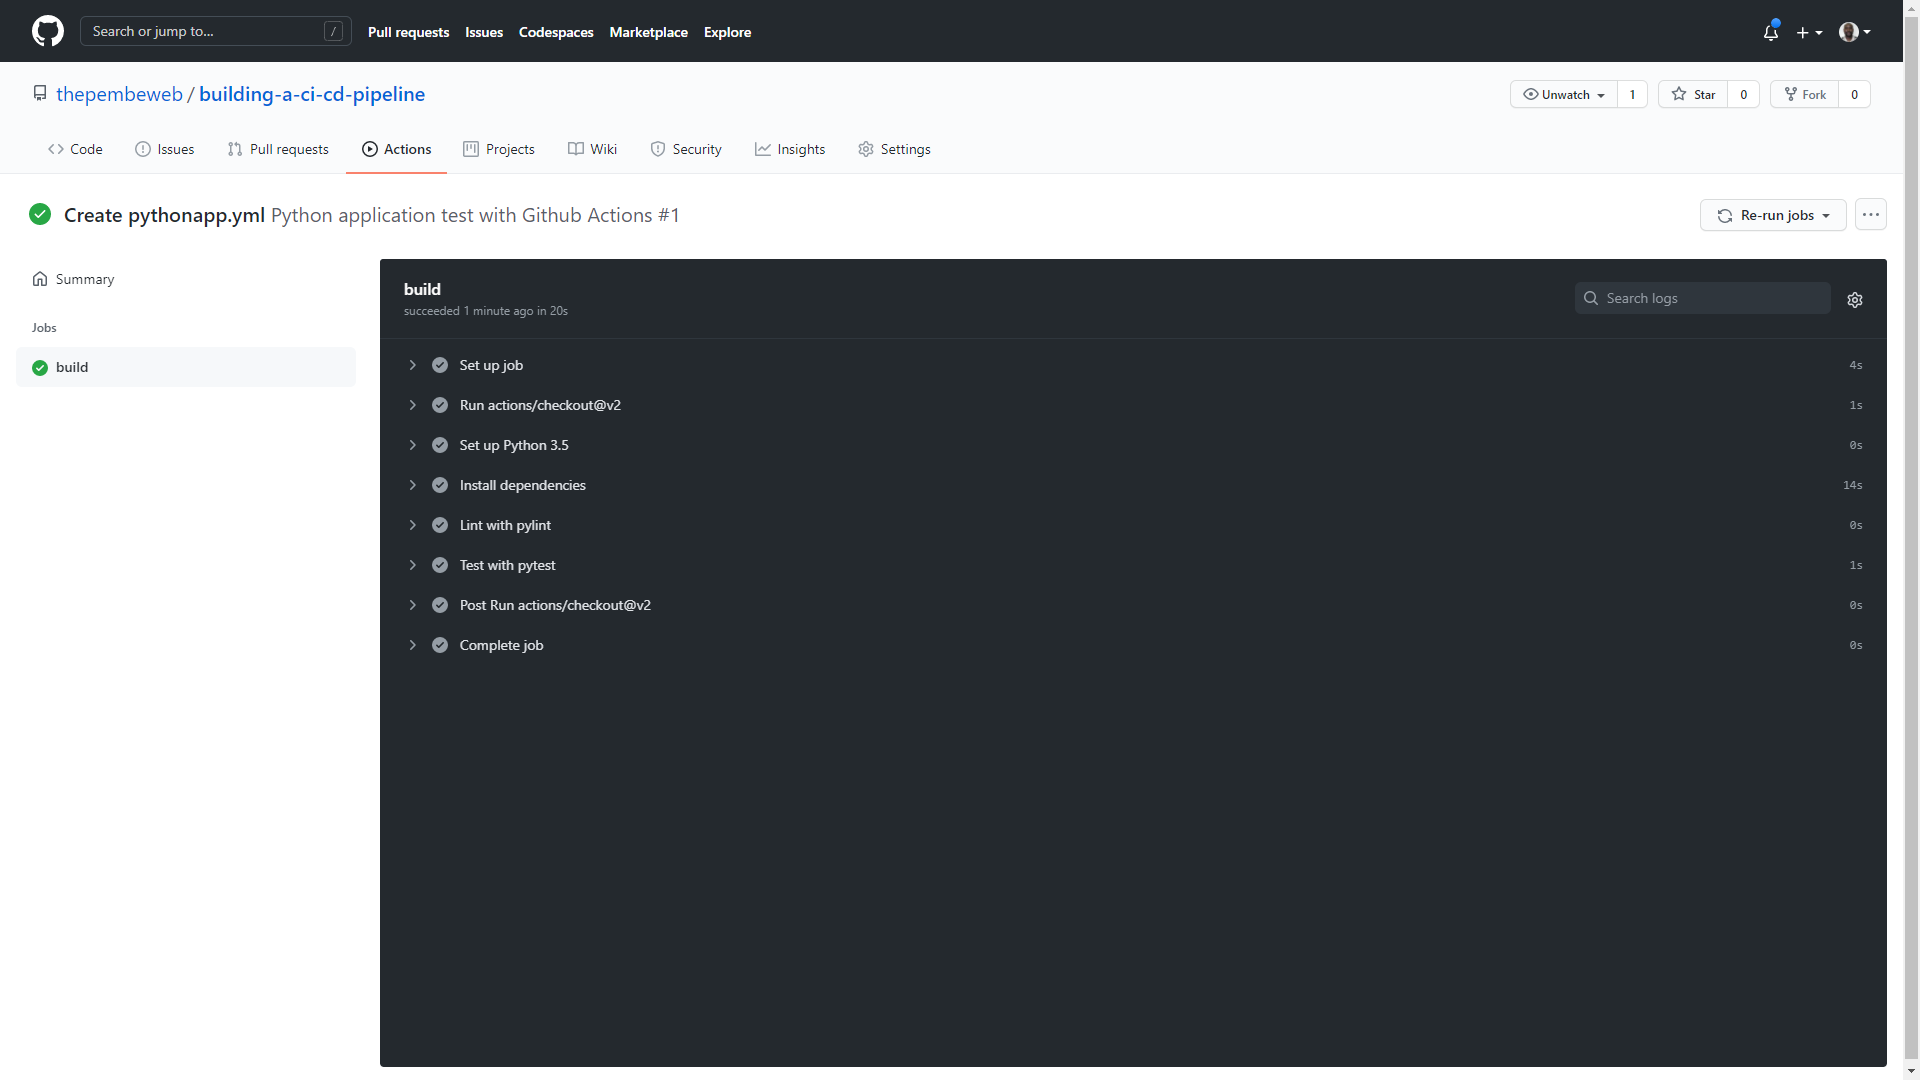 Search or jump to... / Pull requests Issues Codespaces Marketplace Explore
thepembeweb / building-a-ci-cd-pipeline Unwatch 1 Star 0 Fork 0
Code Issues Pull requests Actions Projects Wiki Security Insights Settings
Create pythonapp.yml Python application test with Github Actions #1 Re-run jobs ...
Summary
Jobs
build
build
succeeded 1 minute ago in 20s
Search logs
Set up job 4s
Run actions/checkout@v2 1s
Set up Python 3.5 0s
Install dependencies 14s
Lint with pylint 0s
Test with pytest 1s
Post Run actions/checkout@v2 0s
Complete job 0s